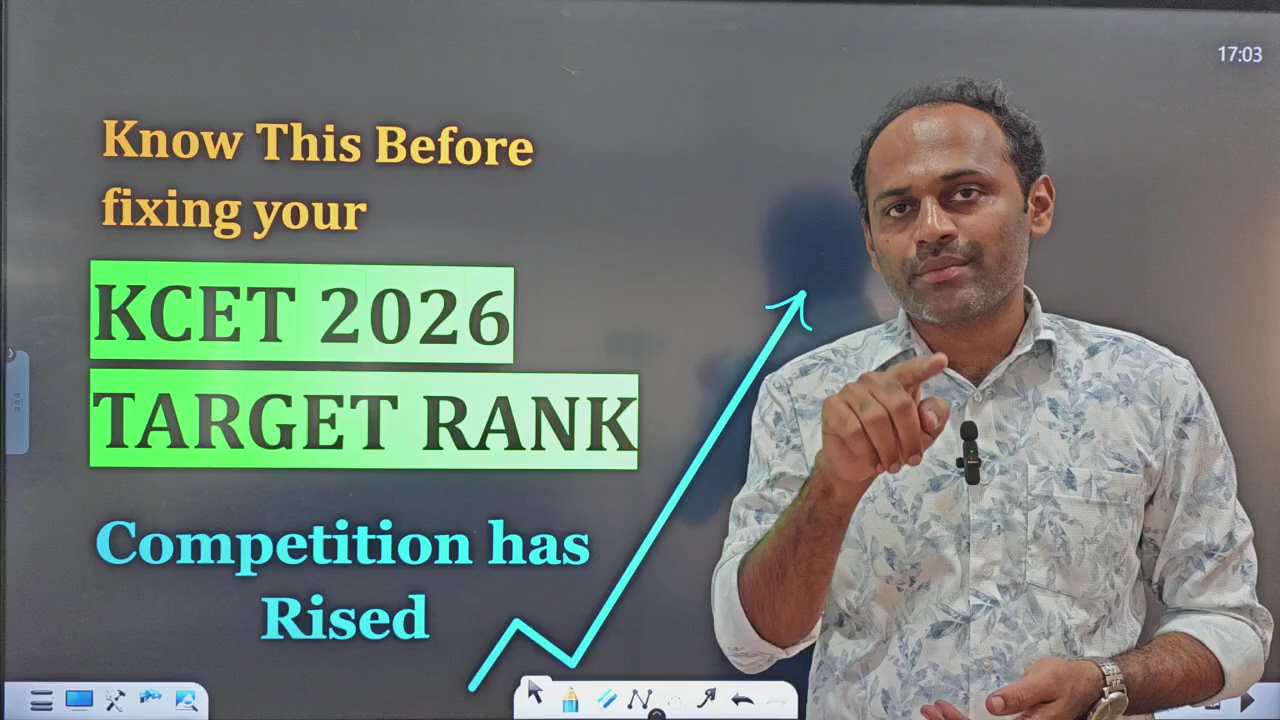 17:03
Know This Before
fixing your
KCET 2026
TARGET RANK
Competition has
Rised